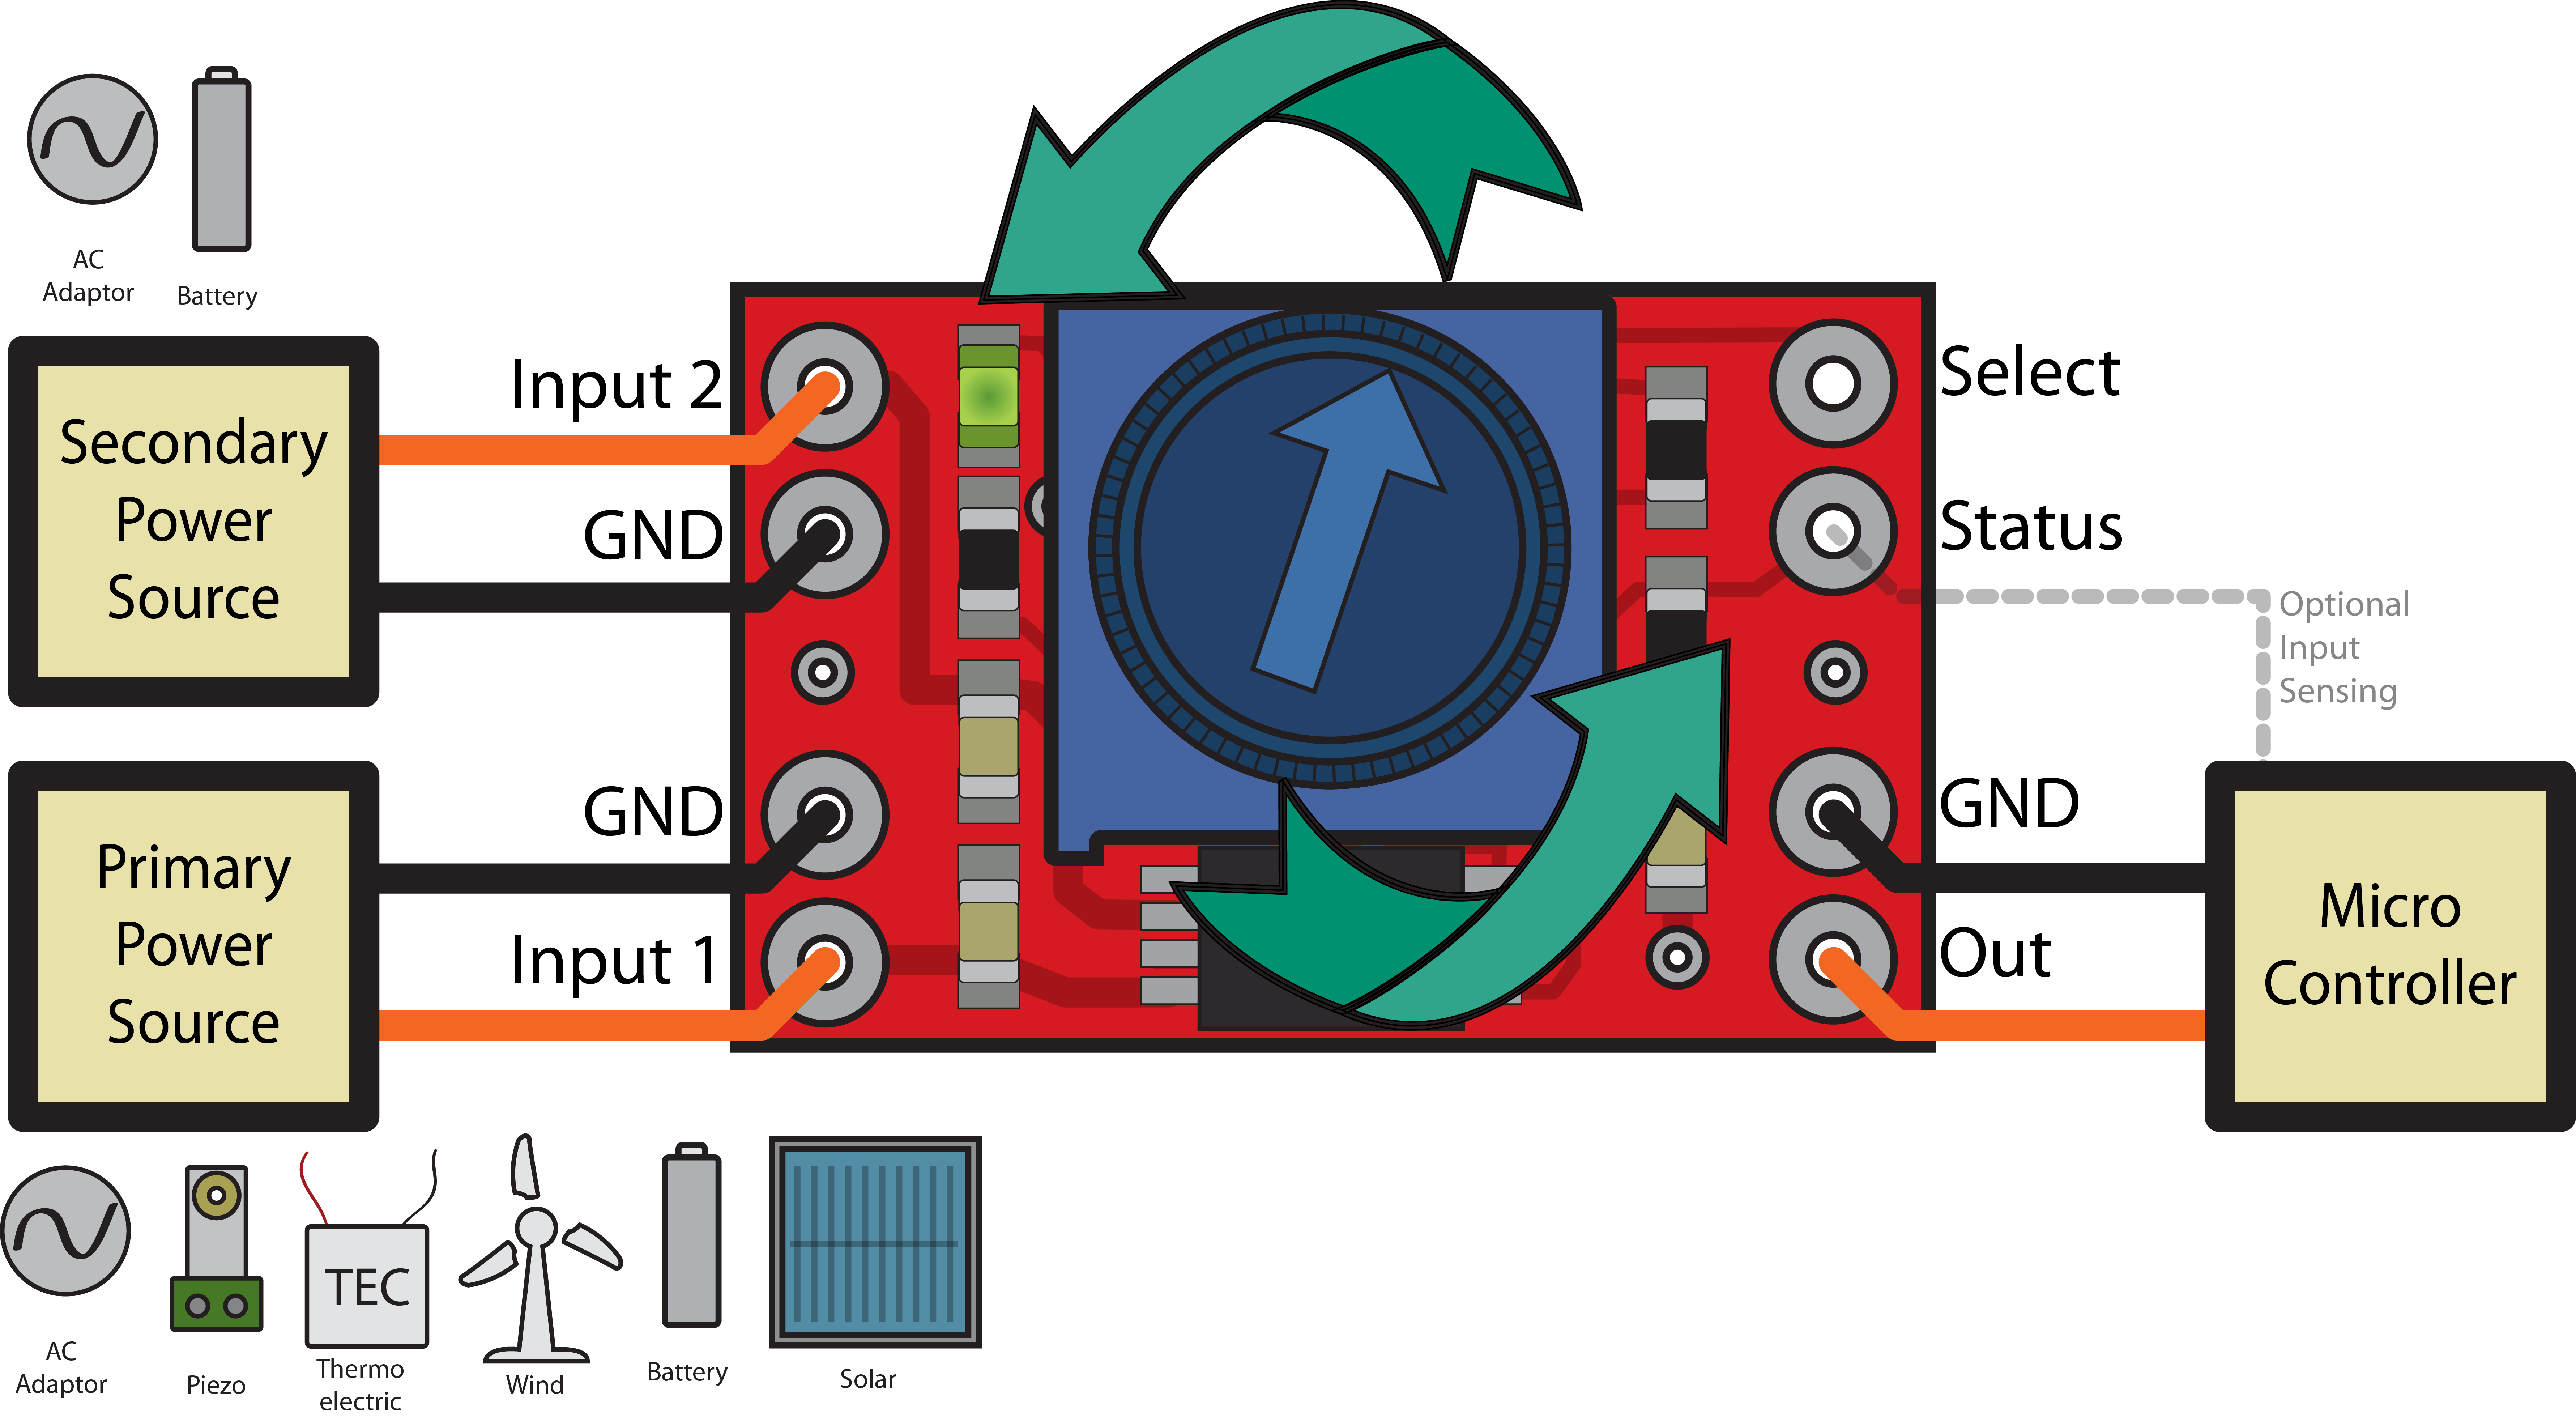 AC
Adaptor
Battery
Secondary
Power
Source
Input 2
GND
Primary
Power
Source
GND
Input 1
Select
Status
Optional
Input
Sensing
GND
Out
Micro
Controller
AC
Adaptor
Piezo
TEC
Thermo
electric
Wind
Battery
Solar